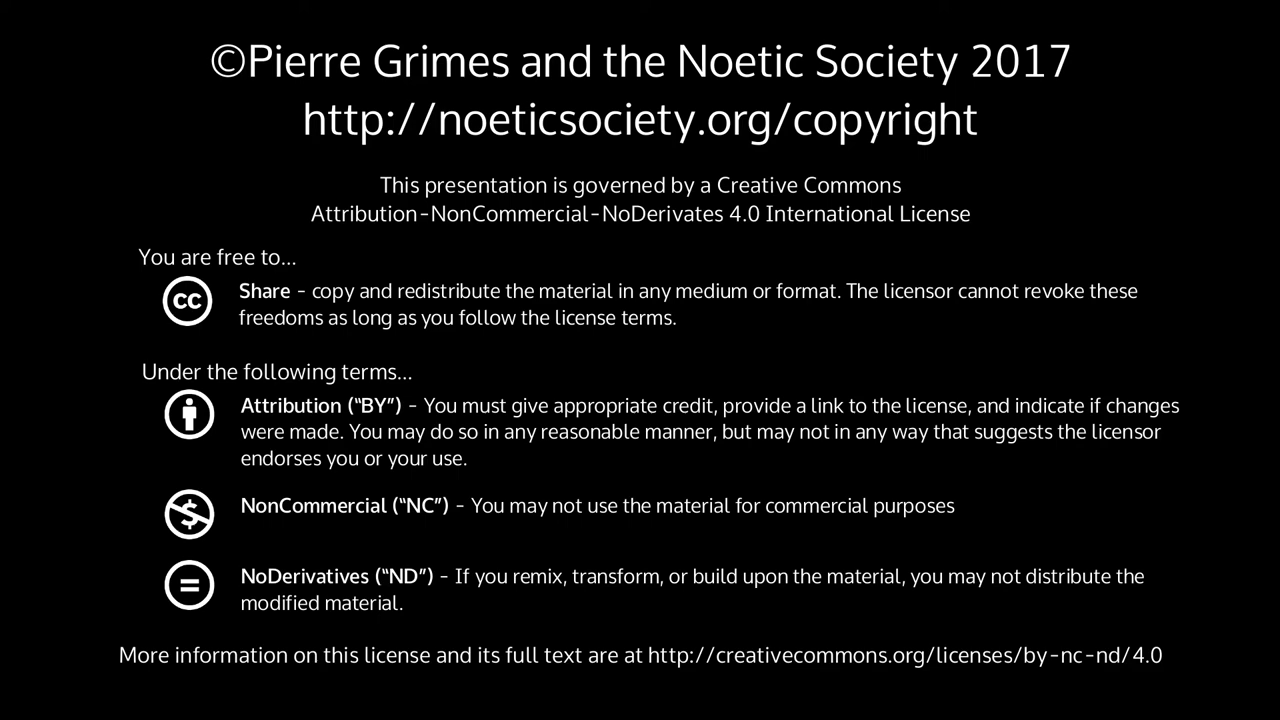 ©Pierre Grimes and the Noetic Society 2017
http://noeticsociety.org/copyright
This presentation is governed by a Creative Commons
Attribution-NonCommercial-NoDerivates 4.0 International License
You are free to...
cc
Share - copy and redistribute the material in any medium or format. The licensor cannot revoke these
freedoms as long as you follow the license terms.
Under the following terms...
Attribution (“BY”) - You must give appropriate credit, provide a link to the license, and indicate if changes
were made. You may do so in any reasonable manner, but may not in any way that suggests the licensor
endorses you or your use.
$
NonCommercial (“NC”) - You may not use the material for commercial purposes
=
NoDerivatives (“ND”) - If you remix, transform, or build upon the material, you may not distribute the
modified material.
More information on this license and its full text are at http://creativecommons.org/licenses/by-nc-nd/4.0